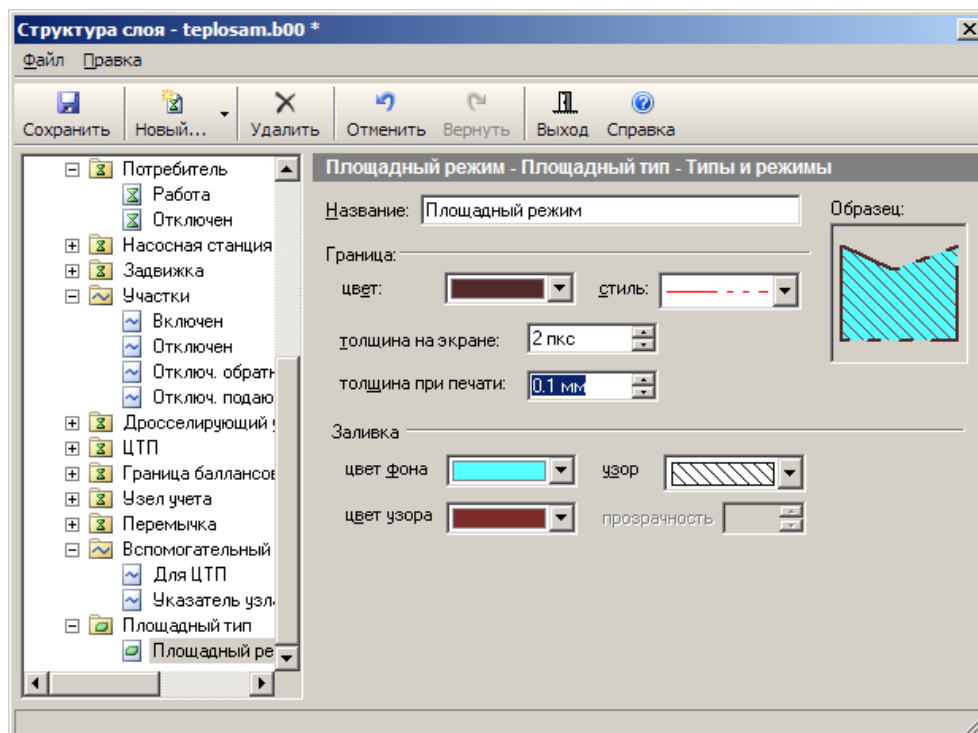 Структура слоя - teplosam.b00 *
Файл Правка
Сохранить Новый... Удалить Отменить Вернуть Выход Справка
Потребитель
Работа
Отключен
Насосная станция
Задвижка
Участки
Включен
Отключен
Отключ. обратн
Отключ. подаю
Дросселирующий у
ЦТП
Граница баллансов
Узел учета
Перемычка
Вспомогательный
Для ЦТП
Указатель узла
Площадный тип
Площадный ре
Площадный режим - Площадный тип - Типы и режимы
Название: Площадный режим
Образец:
Граница:
цвет: стиль:
толщина на экране: 2 пкс
толщина при печати: 0.1 мм
Заливка
цвет фона узор
цвет узора прозрачность